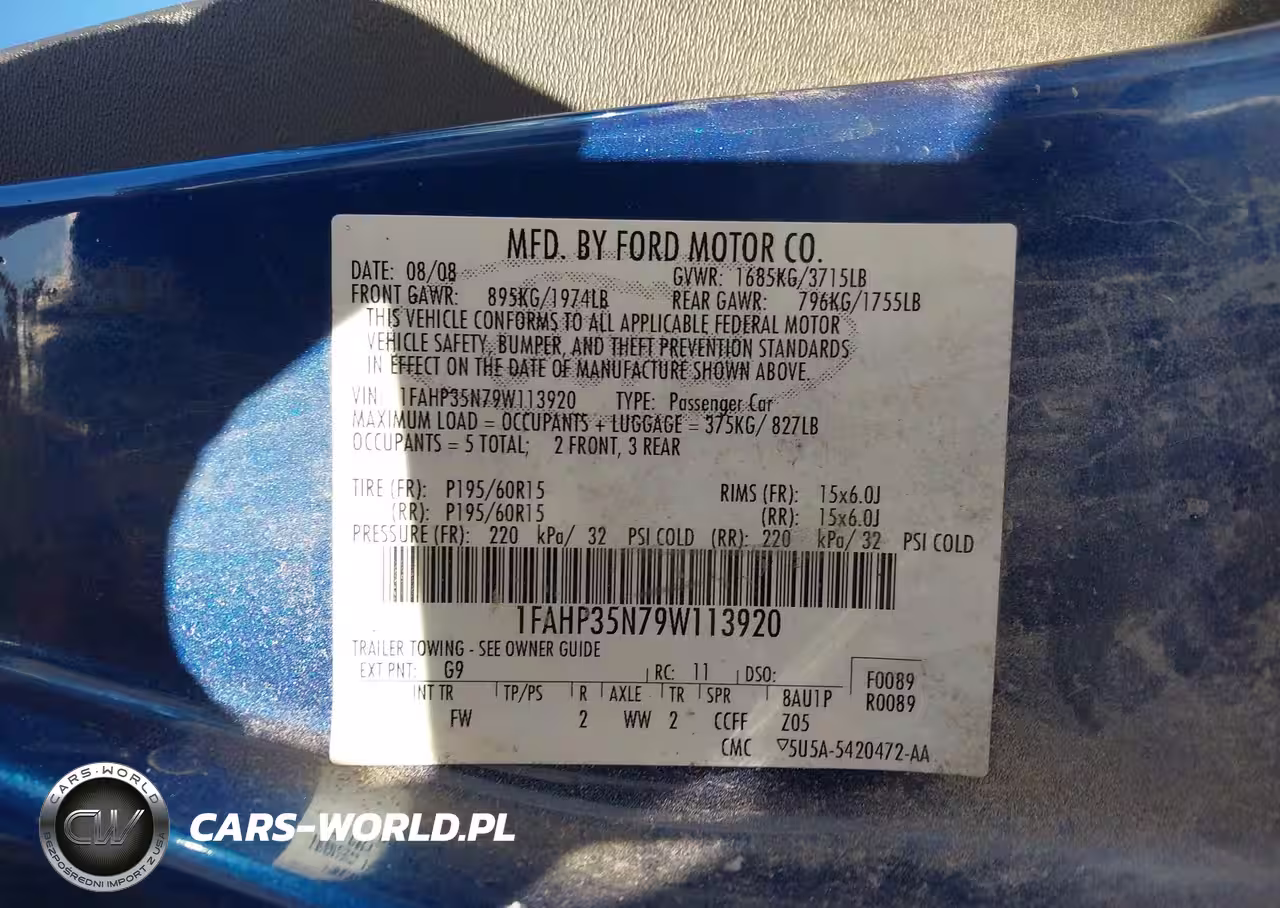 MFD. BY FORD MOTOR CO.
DATE: 08/08 GVWR: 1685KG/3715LB
FRONT GAWR: 895KG/1974LB REAR GAWR: 796KG/1755LB
THIS VEHICLE CONFORMS TO ALL APPLICABLE FEDERAL MOTOR
VEHICLE SAFETY, BUMPER, AND THEFT PREVENTION STANDARDS
IN EFFECT ON THE DATE OF MANUFACTURE SHOWN ABOVE.
VIN: 1FAHP35N79W113920 TYPE: Passenger Car
MAXIMUM LOAD = OCCUPANTS + LUGGAGE = 375KG/ 827LB
OCCUPANTS = 5 TOTAL; 2 FRONT, 3 REAR
TIRE (FR): P195/60R15 RIMS (FR): 15x6.0J
(RR): P195/60R15 (RR): 15x6.0J
PRESSURE (FR): 220 kPa/ 32 PSI COLD (RR): 220 kPa/ 32 PSI COLD
1FAHP35N79W113920
TRAILER TOWING - SEE OWNER GUIDE
EXT PNT: G9 RC: 11 DSO: F0089
INT TR TP/PS R AXLE TR SPR 8AU1P R0089
FW 2 WW 2 CCFF Z05
CMC 5U5A-5420472-AA
CARS-WORLD
CW
BEZPOŚREDNI IMPORT Z USA
CARS-WORLD.PL